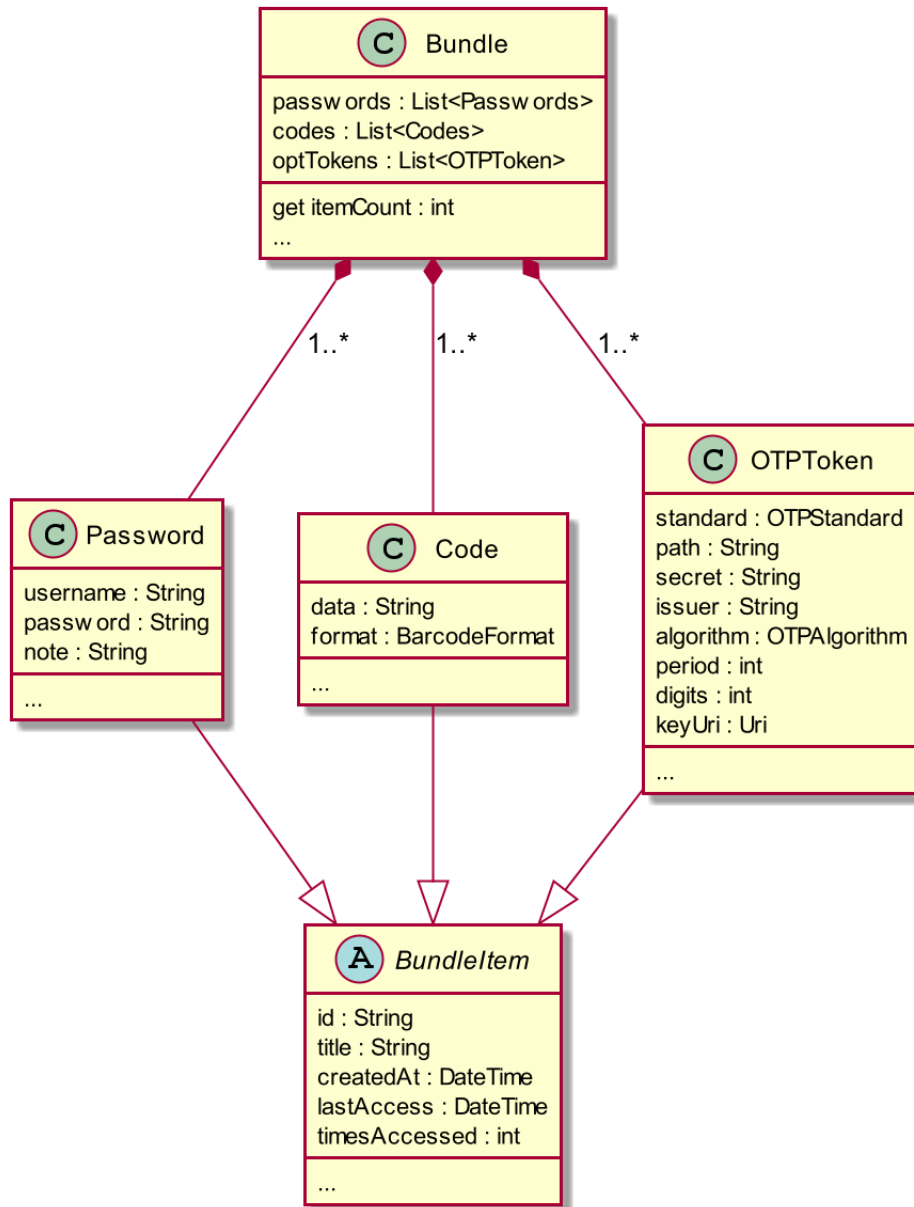 C Bundle
passwords : List<Passwords>
codes : List<Codes>
optTokens : List<OTPToken>
get itemCount : int
...
1..* 1..* 1..*
C OTPToken
standard : OTPStandard
path : String
secret : String
issuer : String
algorithm : OTPAlgorithm
period : int
digits : int
keyUri : Uri
...
C Password
username : String
password : String
note : String
...
C Code
data : String
format : BarcodeFormat
...
A BundleItem
id : String
title : String
createdAt : DateTime
lastAccess : DateTime
timesAccessed : int
...